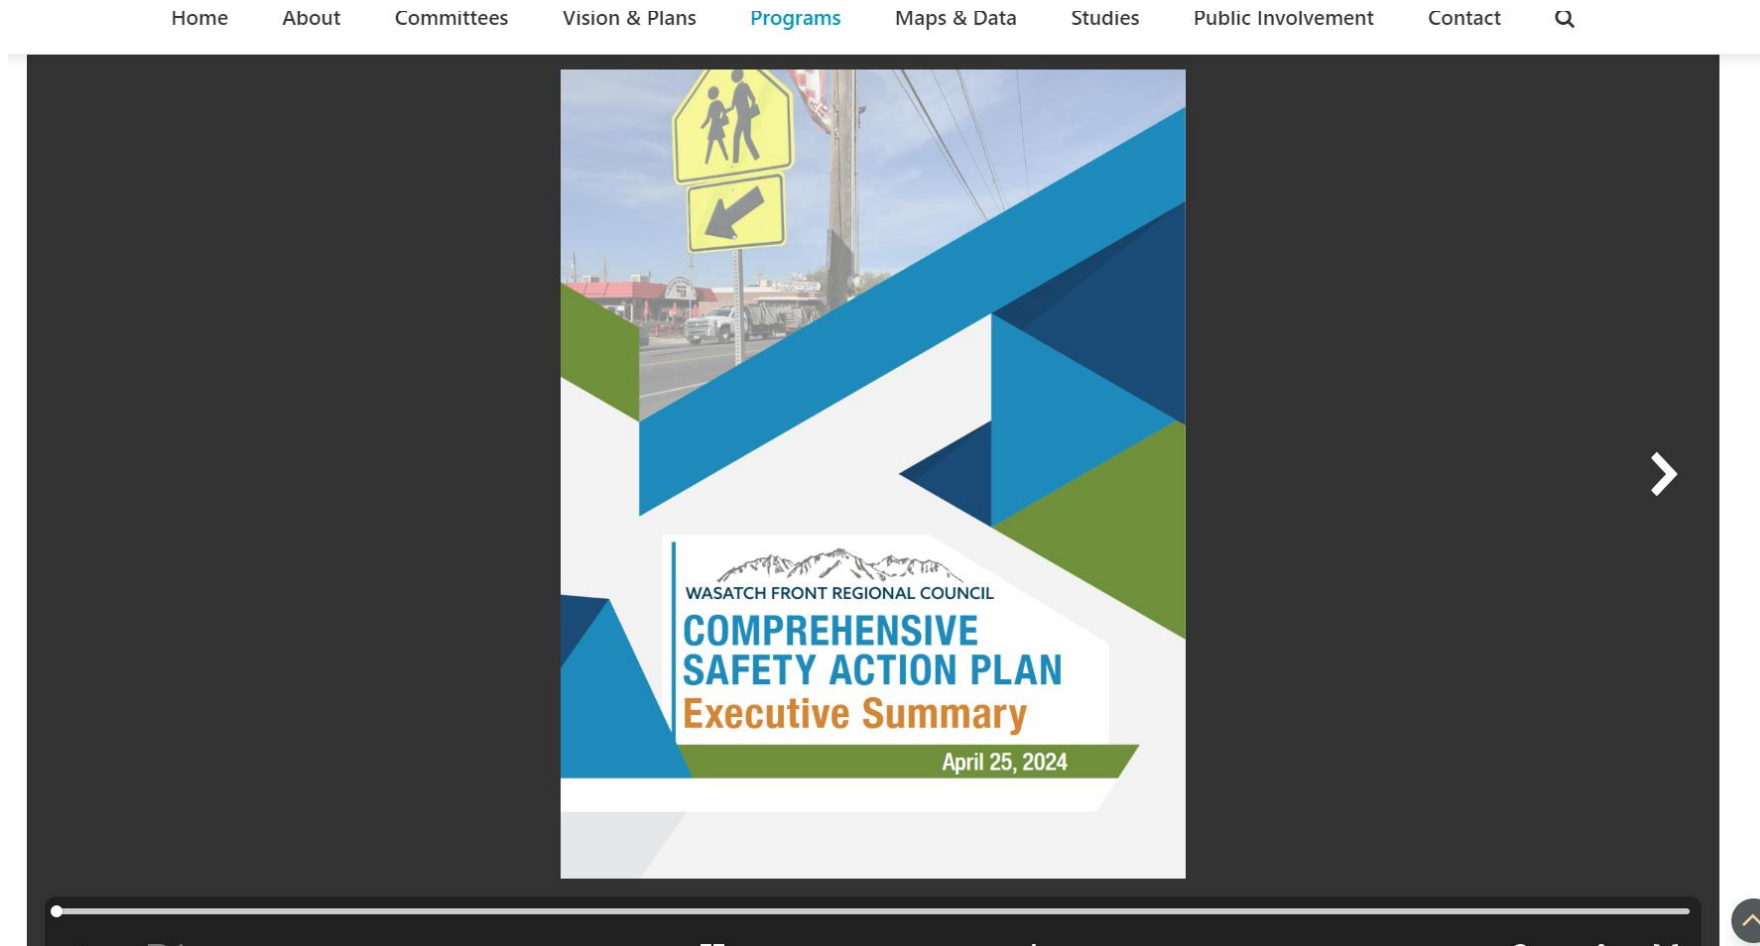 Home About Committees Vision & Plans Programs Maps & Data Studies Public Involvement Contact
WASATCH FRONT REGIONAL COUNCIL
COMPREHENSIVE
SAFETY ACTION PLAN
Executive Summary
April 25, 2024